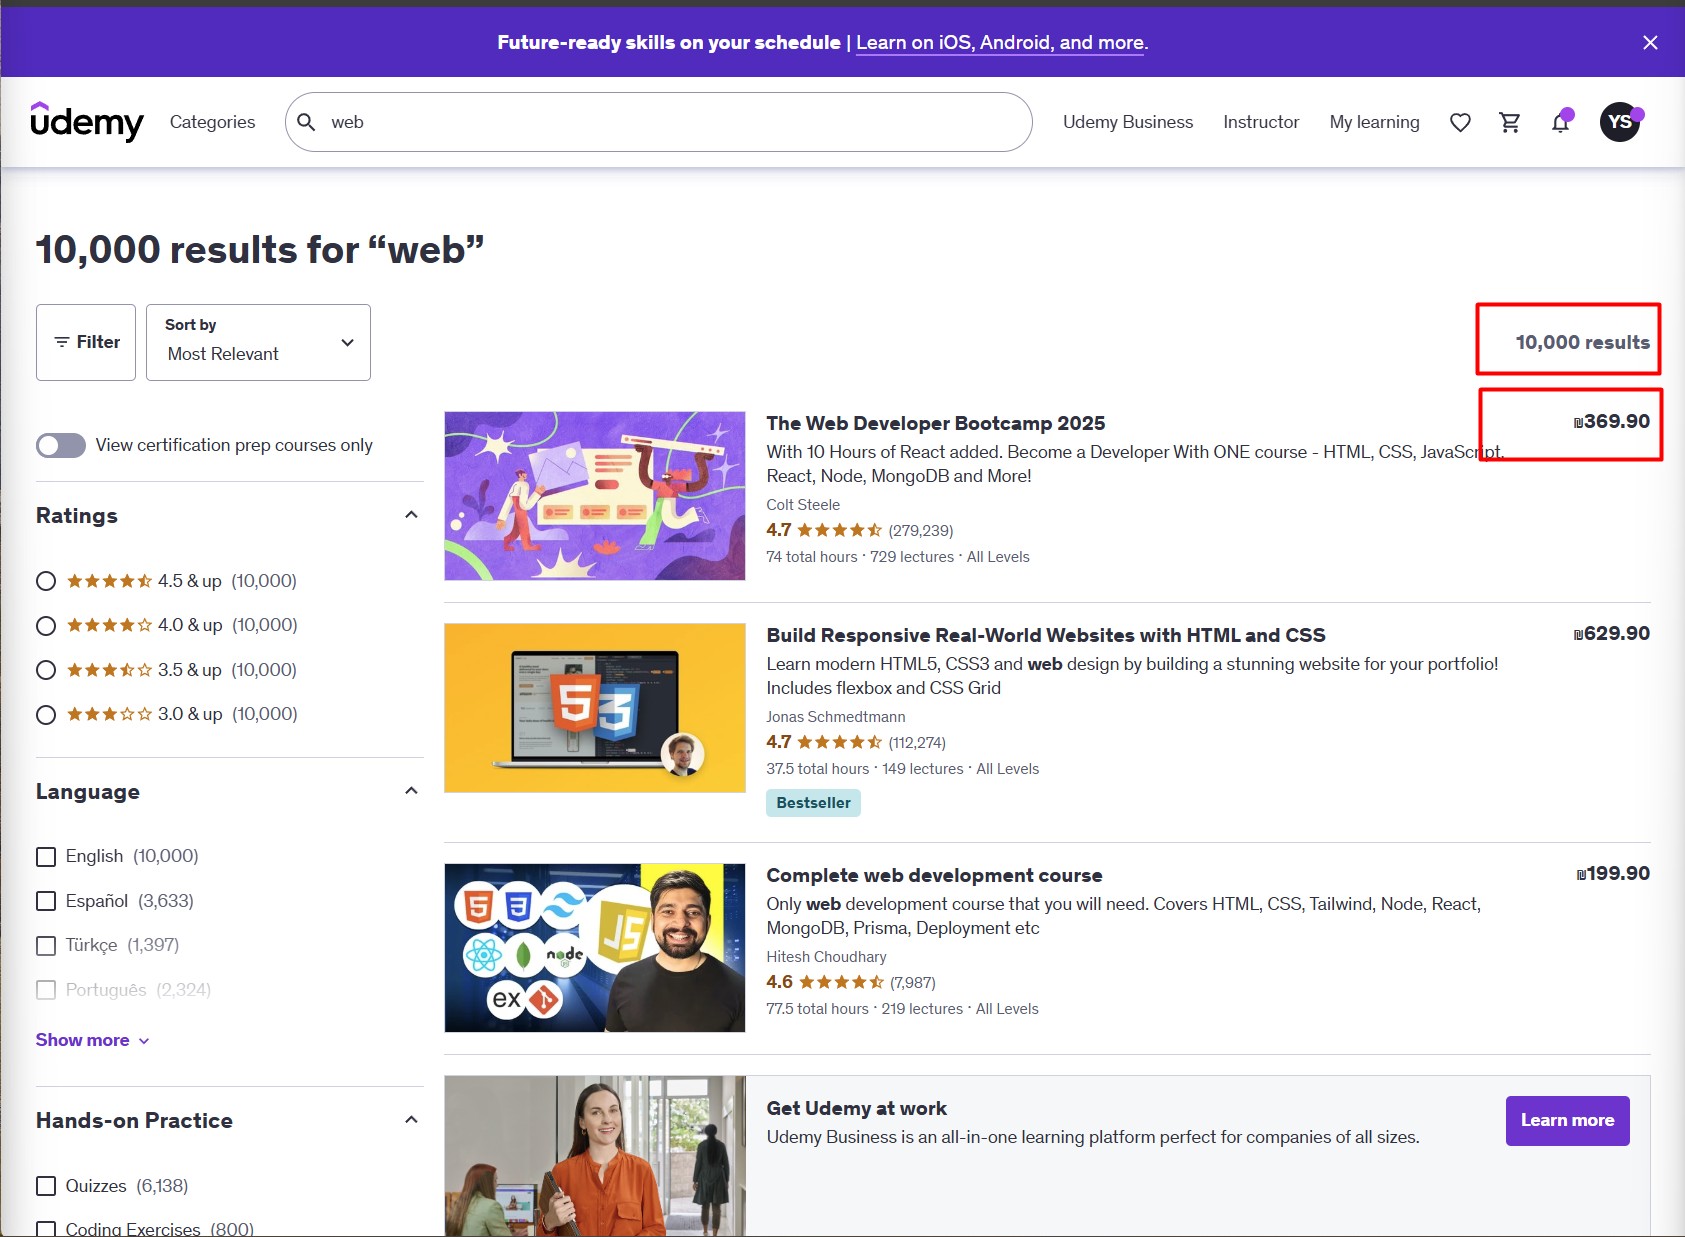 Future-ready skills on your schedule | Learn on iOS, Android, and more.
udemy
Categories
web
Udemy Business
Instructor
My learning
YS
10,000 results for “web”
Filter
Sort by
Most Relevant
10,000 results
View certification prep courses only
Ratings
4.5 & up (10,000)
4.0 & up (10,000)
3.5 & up (10,000)
3.0 & up (10,000)
Language
English (10,000)
Español (3,633)
Türkçe (1,397)
Português (2,324)
Show more
Hands-on Practice
Quizzes (6,138)
Coding Exercises (800)
The Web Developer Bootcamp 2025
₪369.90
With 10 Hours of React added. Become a Developer With ONE course - HTML, CSS, JavaScript,
React, Node, MongoDB and More!
Colt Steele
4.7 (279,239)
74 total hours · 729 lectures · All Levels
5 3
Build Responsive Real-World Websites with HTML and CSS
₪629.90
Learn modern HTML5, CSS3 and web design by building a stunning website for your portfolio!
Includes flexbox and CSS Grid
Jonas Schmedtmann
4.7 (112,274)
37.5 total hours · 149 lectures · All Levels
Bestseller
5 3 JS
node
ex
Complete web development course
₪199.90
Only web development course that you will need. Covers HTML, CSS, Tailwind, Node, React,
MongoDB, Prisma, Deployment etc
Hitesh Choudhary
4.6 (7,987)
77.5 total hours · 219 lectures · All Levels
Get Udemy at work
Udemy Business is an all-in-one learning platform perfect for companies of all sizes.
Learn more